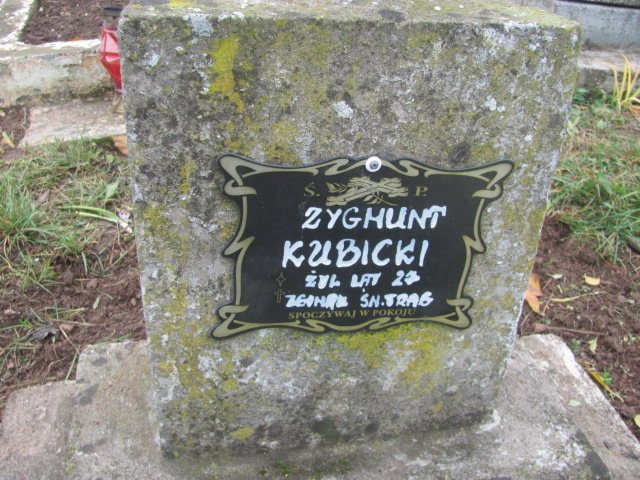 Ś. P.
ZYGMUNT
KUBICKI
ŻYŁ LAT 27
ZGINĄŁ ŚM. TRAG
SPOCZYWAJ W POKOJU